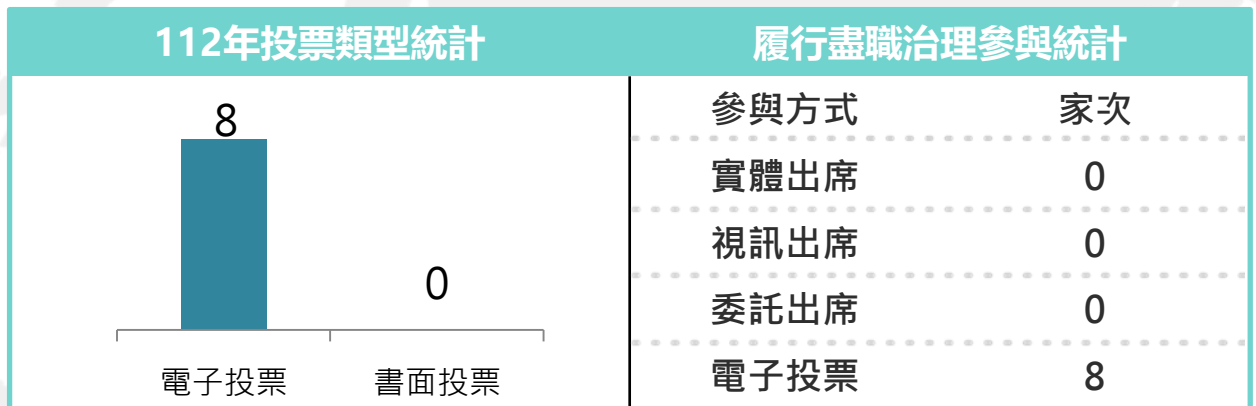 112年投票類型統計
8
0
電子投票 書面投票
履行盡職治理參與統計
參與方式 家次
實體出席 0
視訊出席 0
委託出席 0
電子投票 8